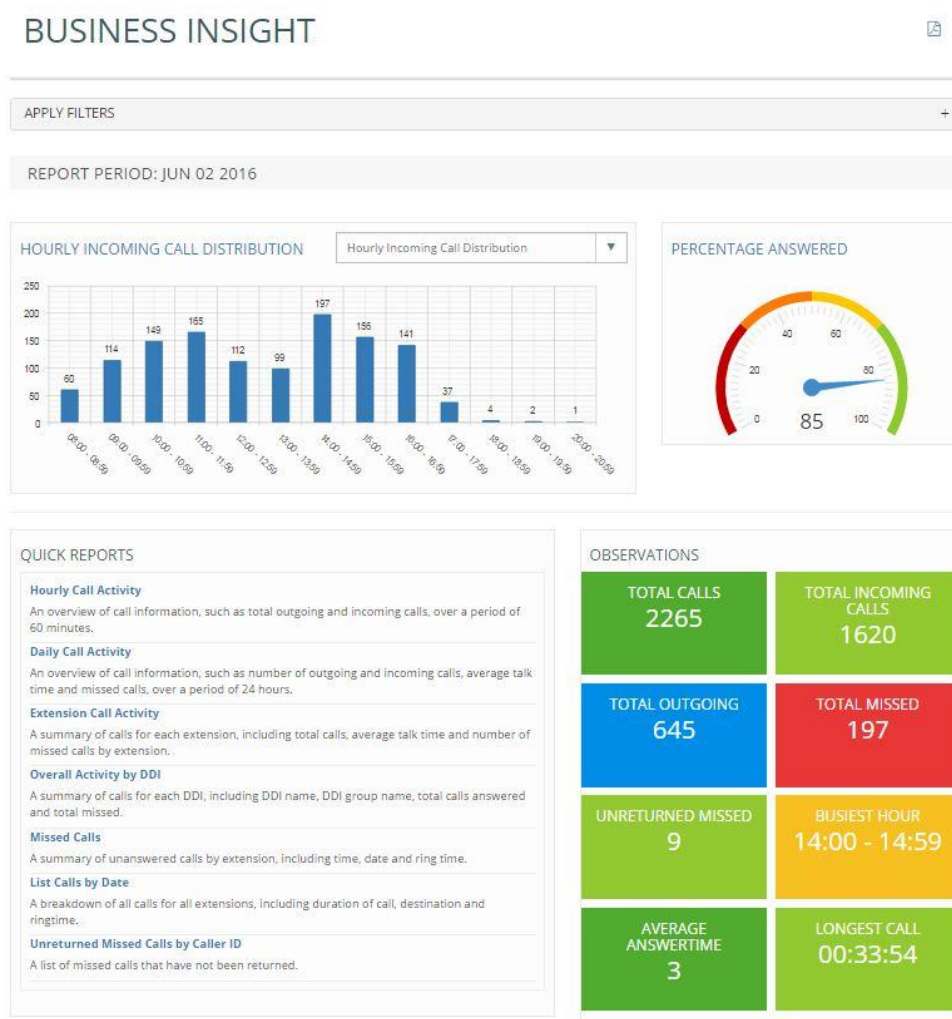 BUSINESS INSIGHT
APPLY FILTERS +
REPORT PERIOD: JUN 02 2016
HOURLY INCOMING CALL DISTRIBUTION
Hourly Incoming Call Distribution ▼
250
200
150
100
50
0
60
114
149
165
112
99
197
156
141
37
4
2
1
08:00 - 08:59
09:00 - 09:59
10:00 - 10:59
11:00 - 11:59
12:00 - 12:59
13:00 - 13:59
14:00 - 14:59
15:00 - 15:59
16:00 - 16:59
17:00 - 17:59
18:00 - 18:59
19:00 - 19:59
20:00 - 20:59
PERCENTAGE ANSWERED
0
20
40
60
80
100
85
QUICK REPORTS
Hourly Call Activity
An overview of call information, such as total outgoing and incoming calls, over a period of
60 minutes.
Daily Call Activity
An overview of call information, such as number of outgoing and incoming calls, average talk
time and missed calls, over a period of 24 hours.
Extension Call Activity
A summary of calls for each extension, including total calls, average talk time and number of
missed calls by extension.
Overall Activity by DDI
A summary of calls for each DDI, including DDI name, DDI group name, total calls answered
and total missed.
Missed Calls
A summary of unanswered calls by extension, including time, date and ring time.
List Calls by Date
A breakdown of all calls for all extensions, including duration of call, destination and
ringtime.
Unreturned Missed Calls by Caller ID
A list of missed calls that have not been returned.
OBSERVATIONS
TOTAL CALLS
2265
TOTAL INCOMING
CALLS
1620
TOTAL OUTGOING
645
TOTAL MISSED
197
UNRETURNED MISSED
9
BUSIEST HOUR
14:00 - 14:59
AVERAGE
ANSWERTIME
3
LONGEST CALL
00:33:54